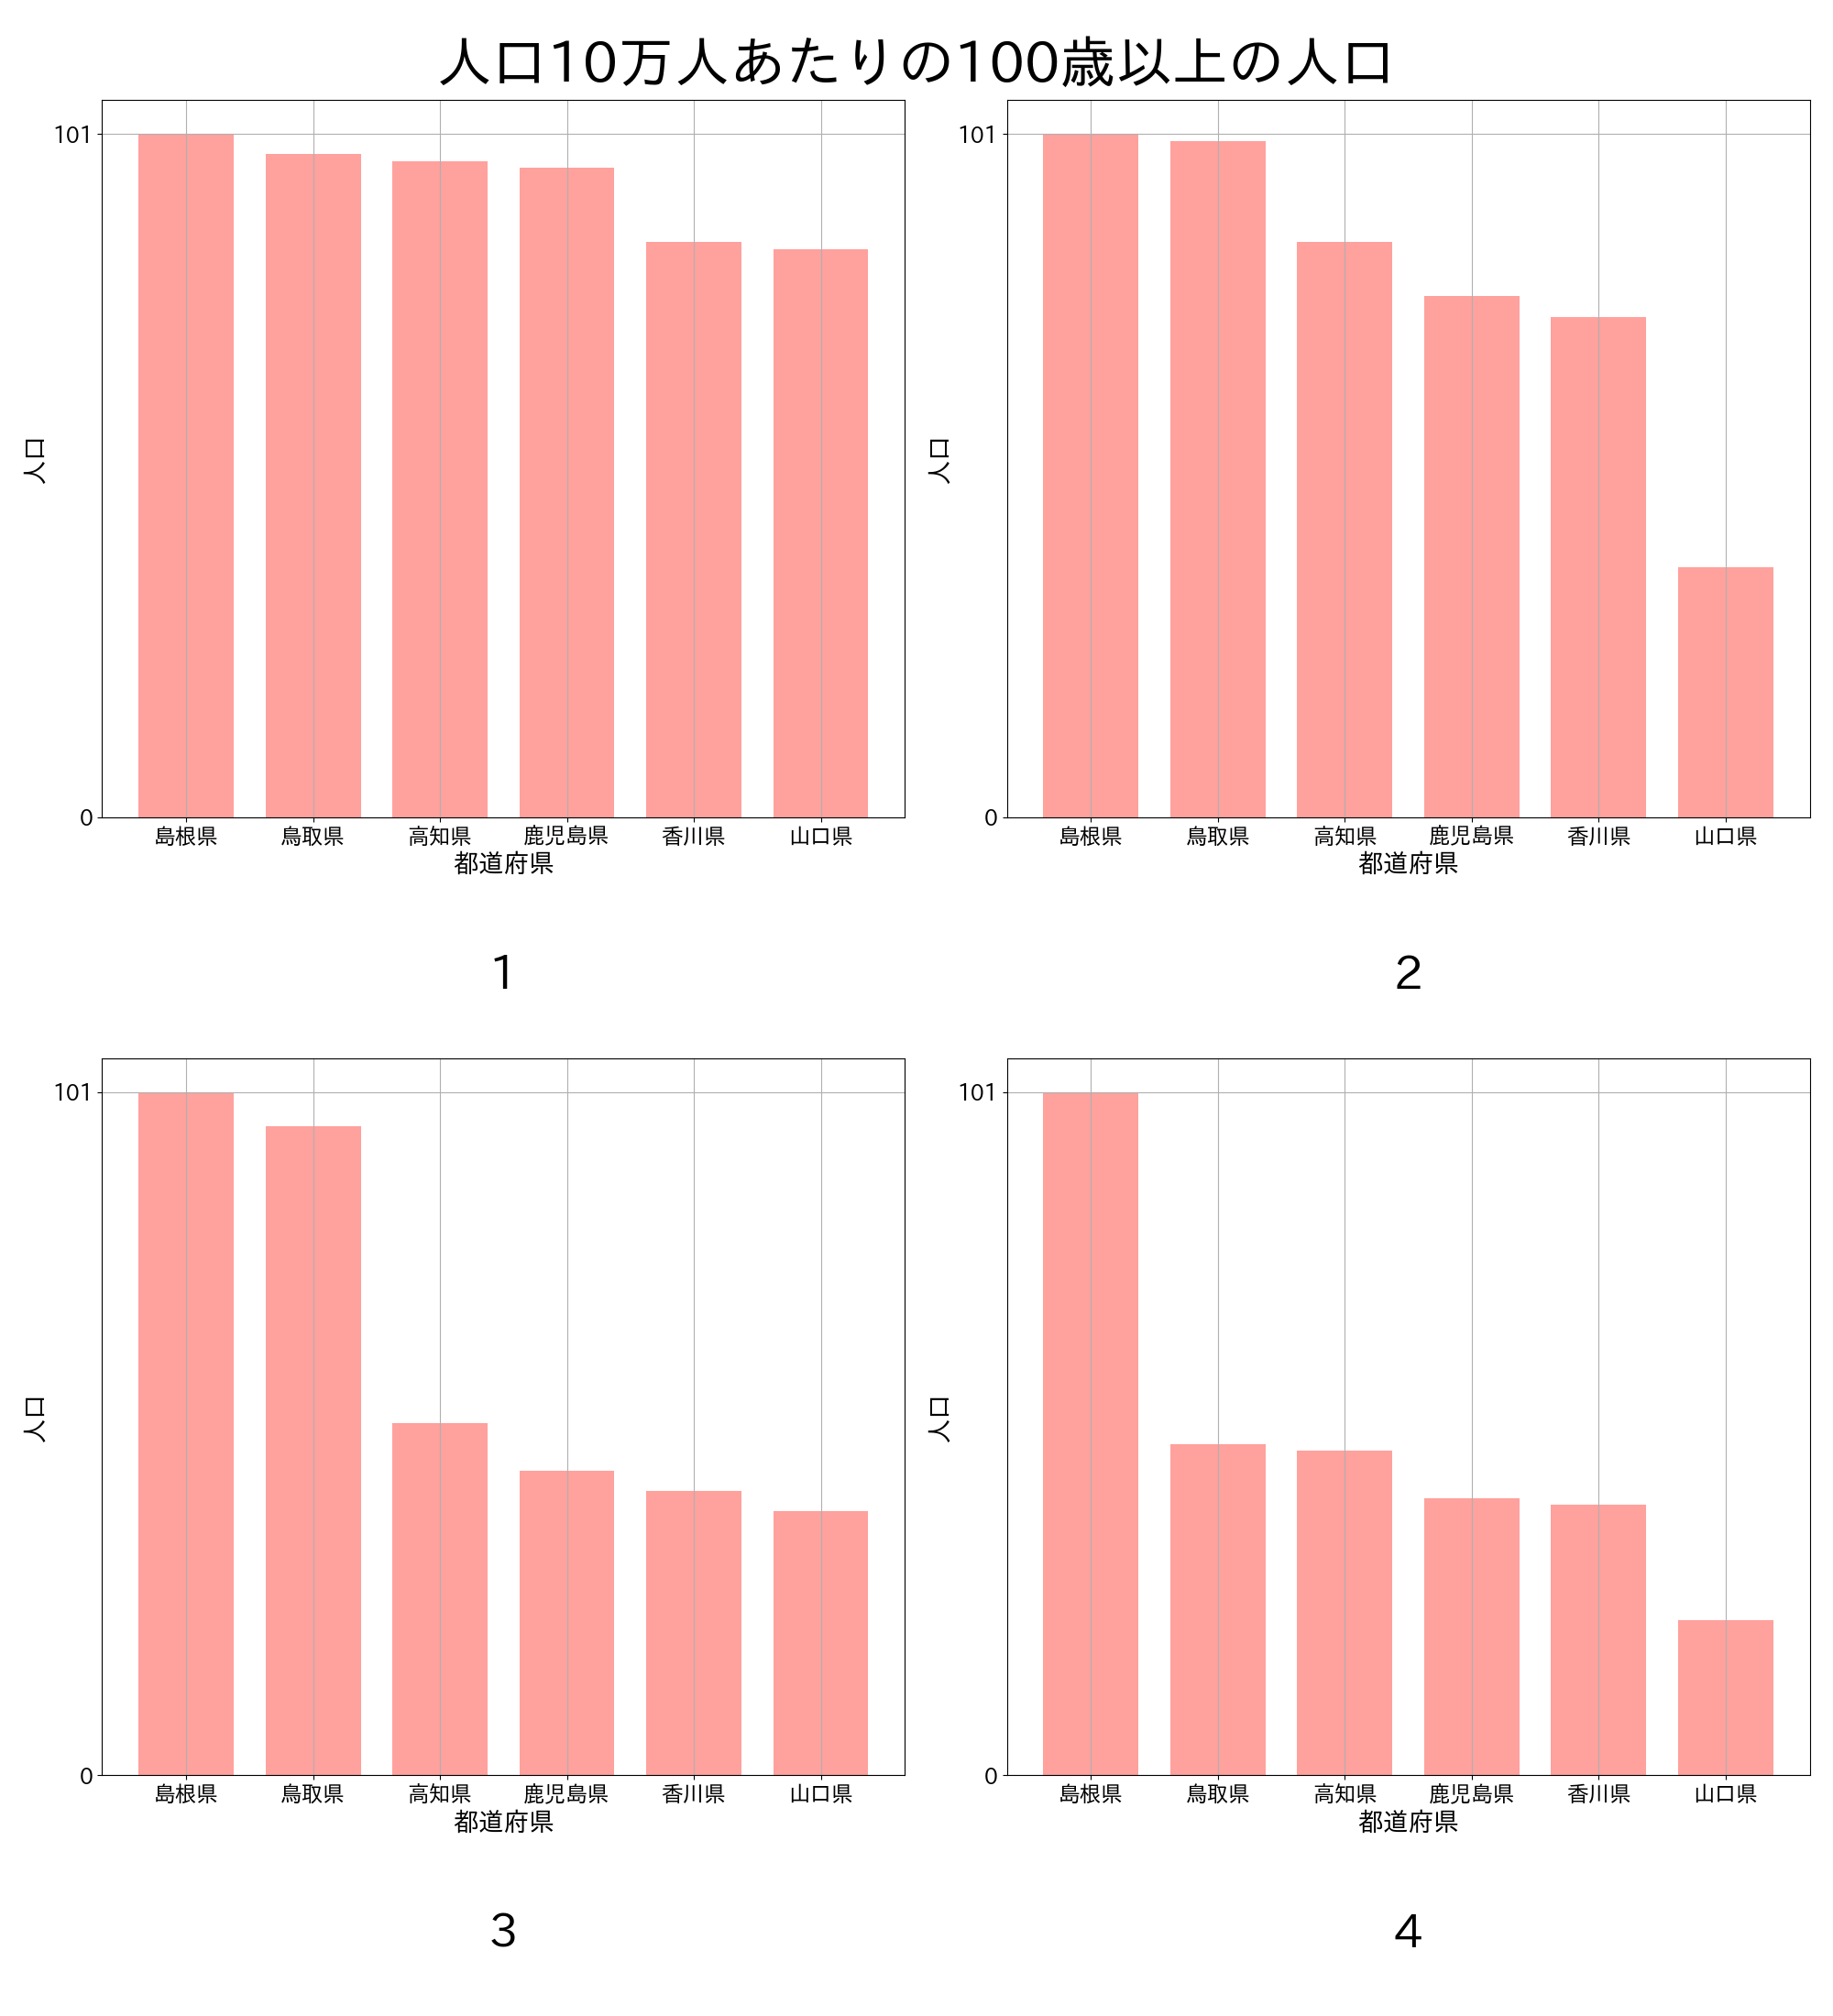 人口10万人あたりの100歳以上の人口
101
人口
0
島根県 鳥取県 高知県 鹿児島県 香川県 山口県
都道府県
1
101
人口
0
島根県 鳥取県 高知県 鹿児島県 香川県 山口県
都道府県
2
101
人口
0
島根県 鳥取県 高知県 鹿児島県 香川県 山口県
都道府県
3
101
人口
0
島根県 鳥取県 高知県 鹿児島県 香川県 山口県
都道府県
4